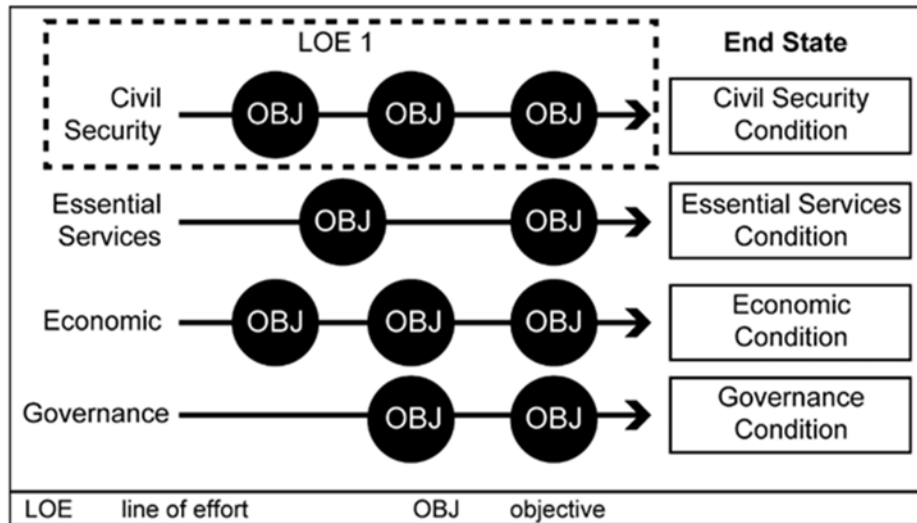 LOE 1
End State
Civil
Security
OBJ OBJ OBJ
Civil Security
Condition
Essential
Services
OBJ OBJ
Essential Services
Condition
Economic
OBJ OBJ OBJ
Economic
Condition
Governance
OBJ OBJ
Governance
Condition
LOE line of effort OBJ objective